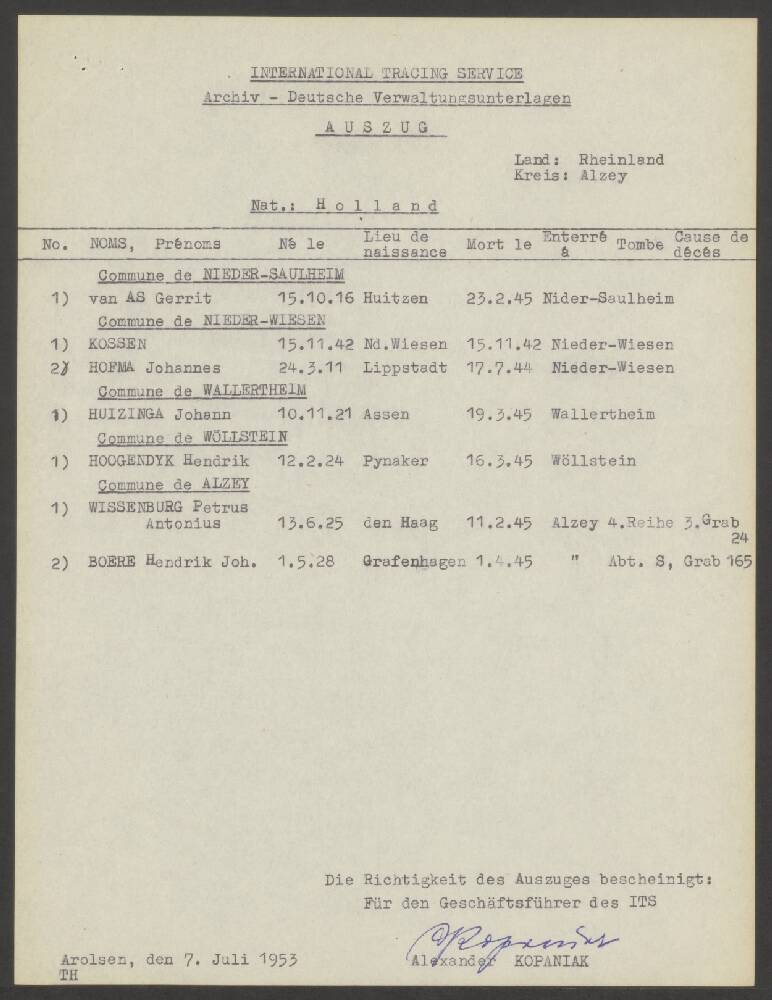 INTERNATIONAL TRACING SERVICE
Archiv - Deutsche Verwaltungsunterlagen
A U S Z U G
Land: Rheinland
Kreis: Alzey
Nat.: H o l l a n d
No. NOMS, Prénoms Né le Lieu de naissance Mort le Enterré à Tombe Cause de décés
Commune de NIEDER-SAULHEIM
1) van AS Gerrit 15.10.16 Huitzen 23.2.45 Nider-Saulheim
Commune de NIEDER-WIESEN
1) KOSSEN 15.11.42 Nd.Wiesen 15.11.42 Nieder-Wiesen
2) HOFMA Johannes 24.3.11 Lippstadt 17.7.44 Nieder-Wiesen
Commune de WALLERTHEIM
1) HUIZINGA Johann 10.11.21 Assen 19.3.45 Wallertheim
Commune de WÖLLSTEIN
1) HOOGENDYK Hendrik 12.2.24 Pynaker 16.3.45 Wöllstein
Commune de ALZEY
1) WISSENBURG Petrus
Antonius 13.6.25 den Haag 11.2.45 Alzey 4.Reihe 3.Grab
24
2) BOERE Hendrik Joh. 1.5.28 Grafenhagen 1.4.45 " Abt. S, Grab 165
Die Richtigkeit des Auszuges bescheinigt:
Für den Geschäftsführer des ITS
Kopaniak
Arolsen, den 7. Juli 1953 Alexander KOPANIAK
TH